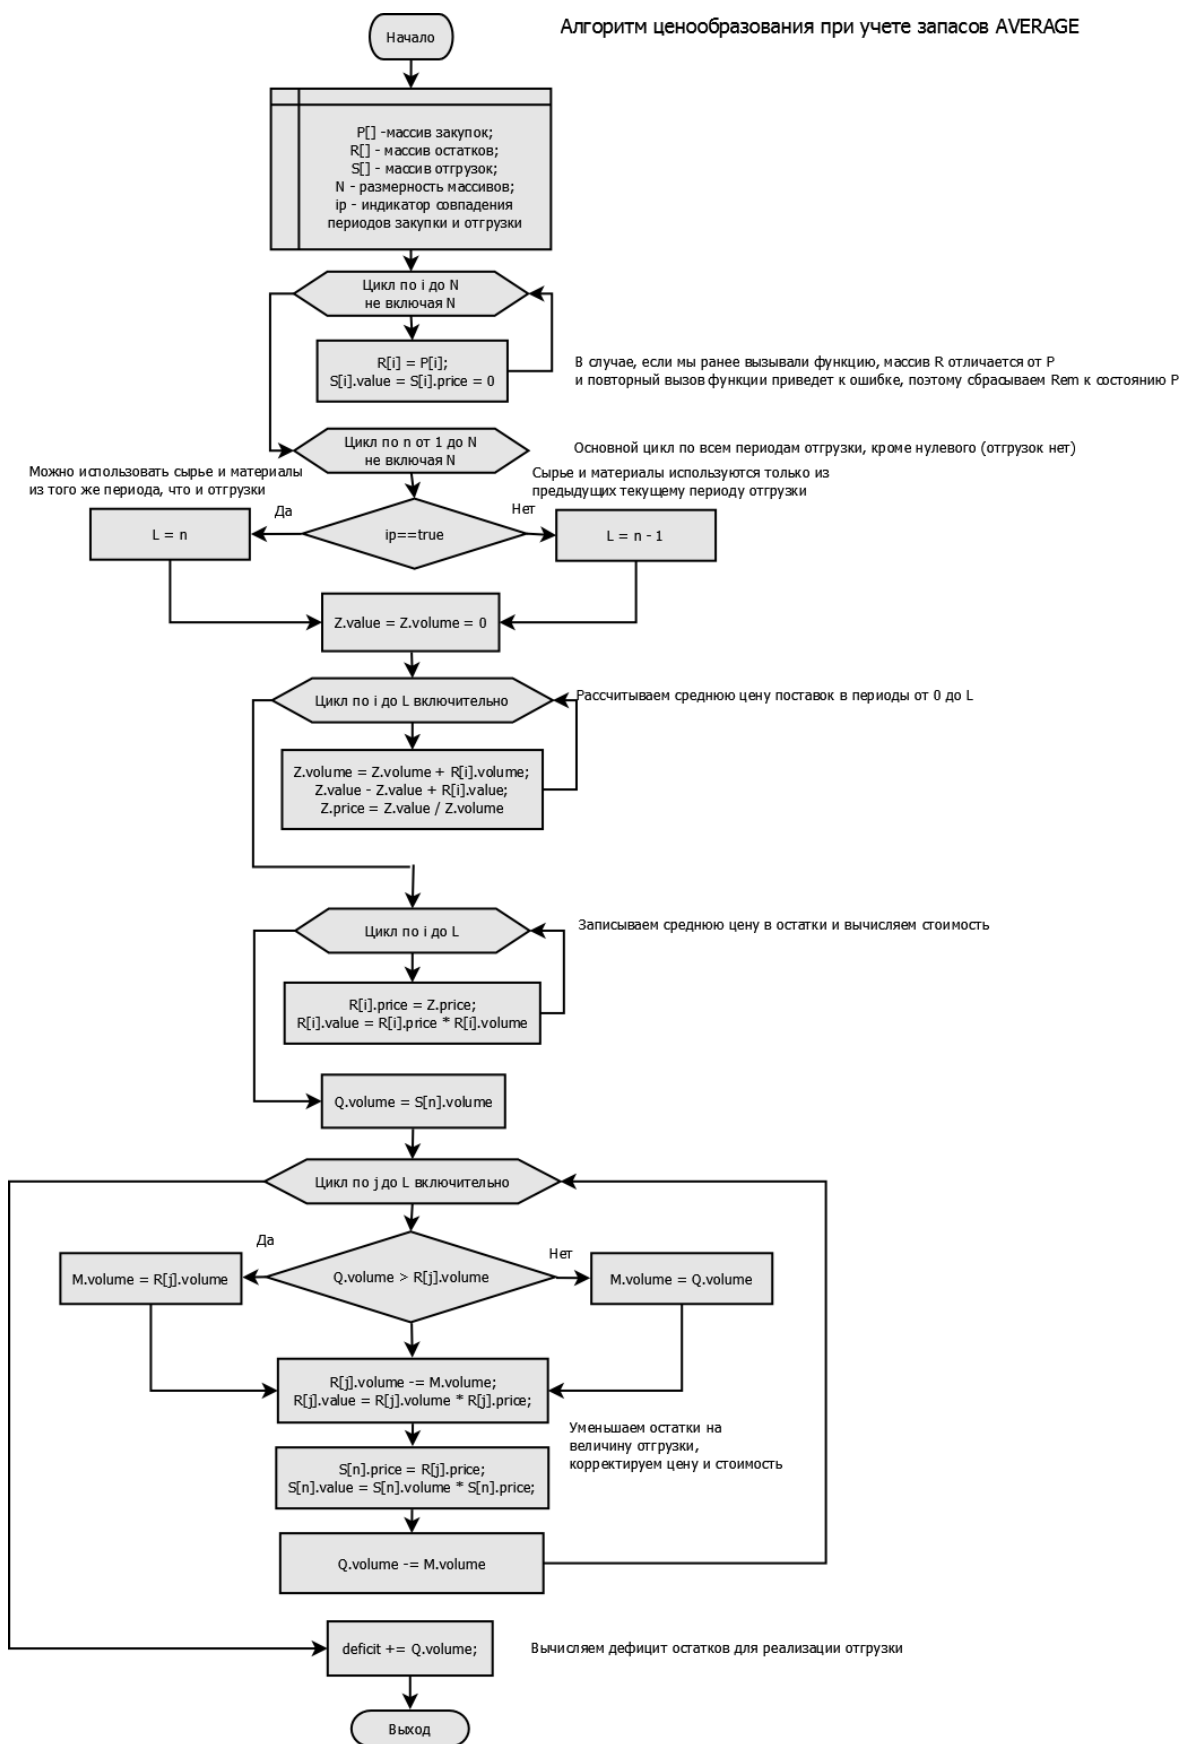 Алгоритм ценообразования при учете запасов AVERAGE
Начало
P[] -массив закупок;
R[] - массив остатков;
S[] - массив отгрузок;
N - размерность массивов;
ip - индикатор совпадения
периодов закупки и отгрузки
Цикл по i до N
не включая N
R[i] = P[i];
S[i].value = S[i].price = 0
В случае, если мы ранее вызывали функцию, массив R отличается от P
и повторный вызов функции приведет к ошибке, поэтому сбрасываем Rem к состоянию P
Цикл по n от 1 до N
не включая N
Основной цикл по всем периодам отгрузки, кроме нулевого (отгрузок нет)
Можно использовать сырье и материалы
из того же периода, что и отгрузки
Сырье и материалы используются только из
предыдущих текущему периоду отгрузки
Да
Нет
L = n
ip==true
L = n - 1
Z.value = Z.volume = 0
Цикл по i до L включительно
Рассчитываем среднюю цену поставок в периоды от 0 до L
Z.volume = Z.volume + R[i].volume;
Z.value - Z.value + R[i].value;
Z.price = Z.value / Z.volume
Цикл по i до L
Записываем среднюю цену в остатки и вычисляем стоимость
R[i].price = Z.price;
R[i].value = R[i].price * R[i].volume
Q.volume = S[n].volume
Цикл по j до L включительно
Да
Нет
M.volume = R[j].volume
Q.volume > R[j].volume
M.volume = Q.volume
R[j].volume -= M.volume;
R[j].value = R[j].volume * R[j].price;
Уменьшаем остатки на
величину отгрузки,
корректируем цену и стоимость
S[n].price = R[j].price;
S[n].value = S[n].volume * S[n].price;
Q.volume -= M.volume
deficit += Q.volume;
Вычисляем дефицит остатков для реализации отгрузки
Выход